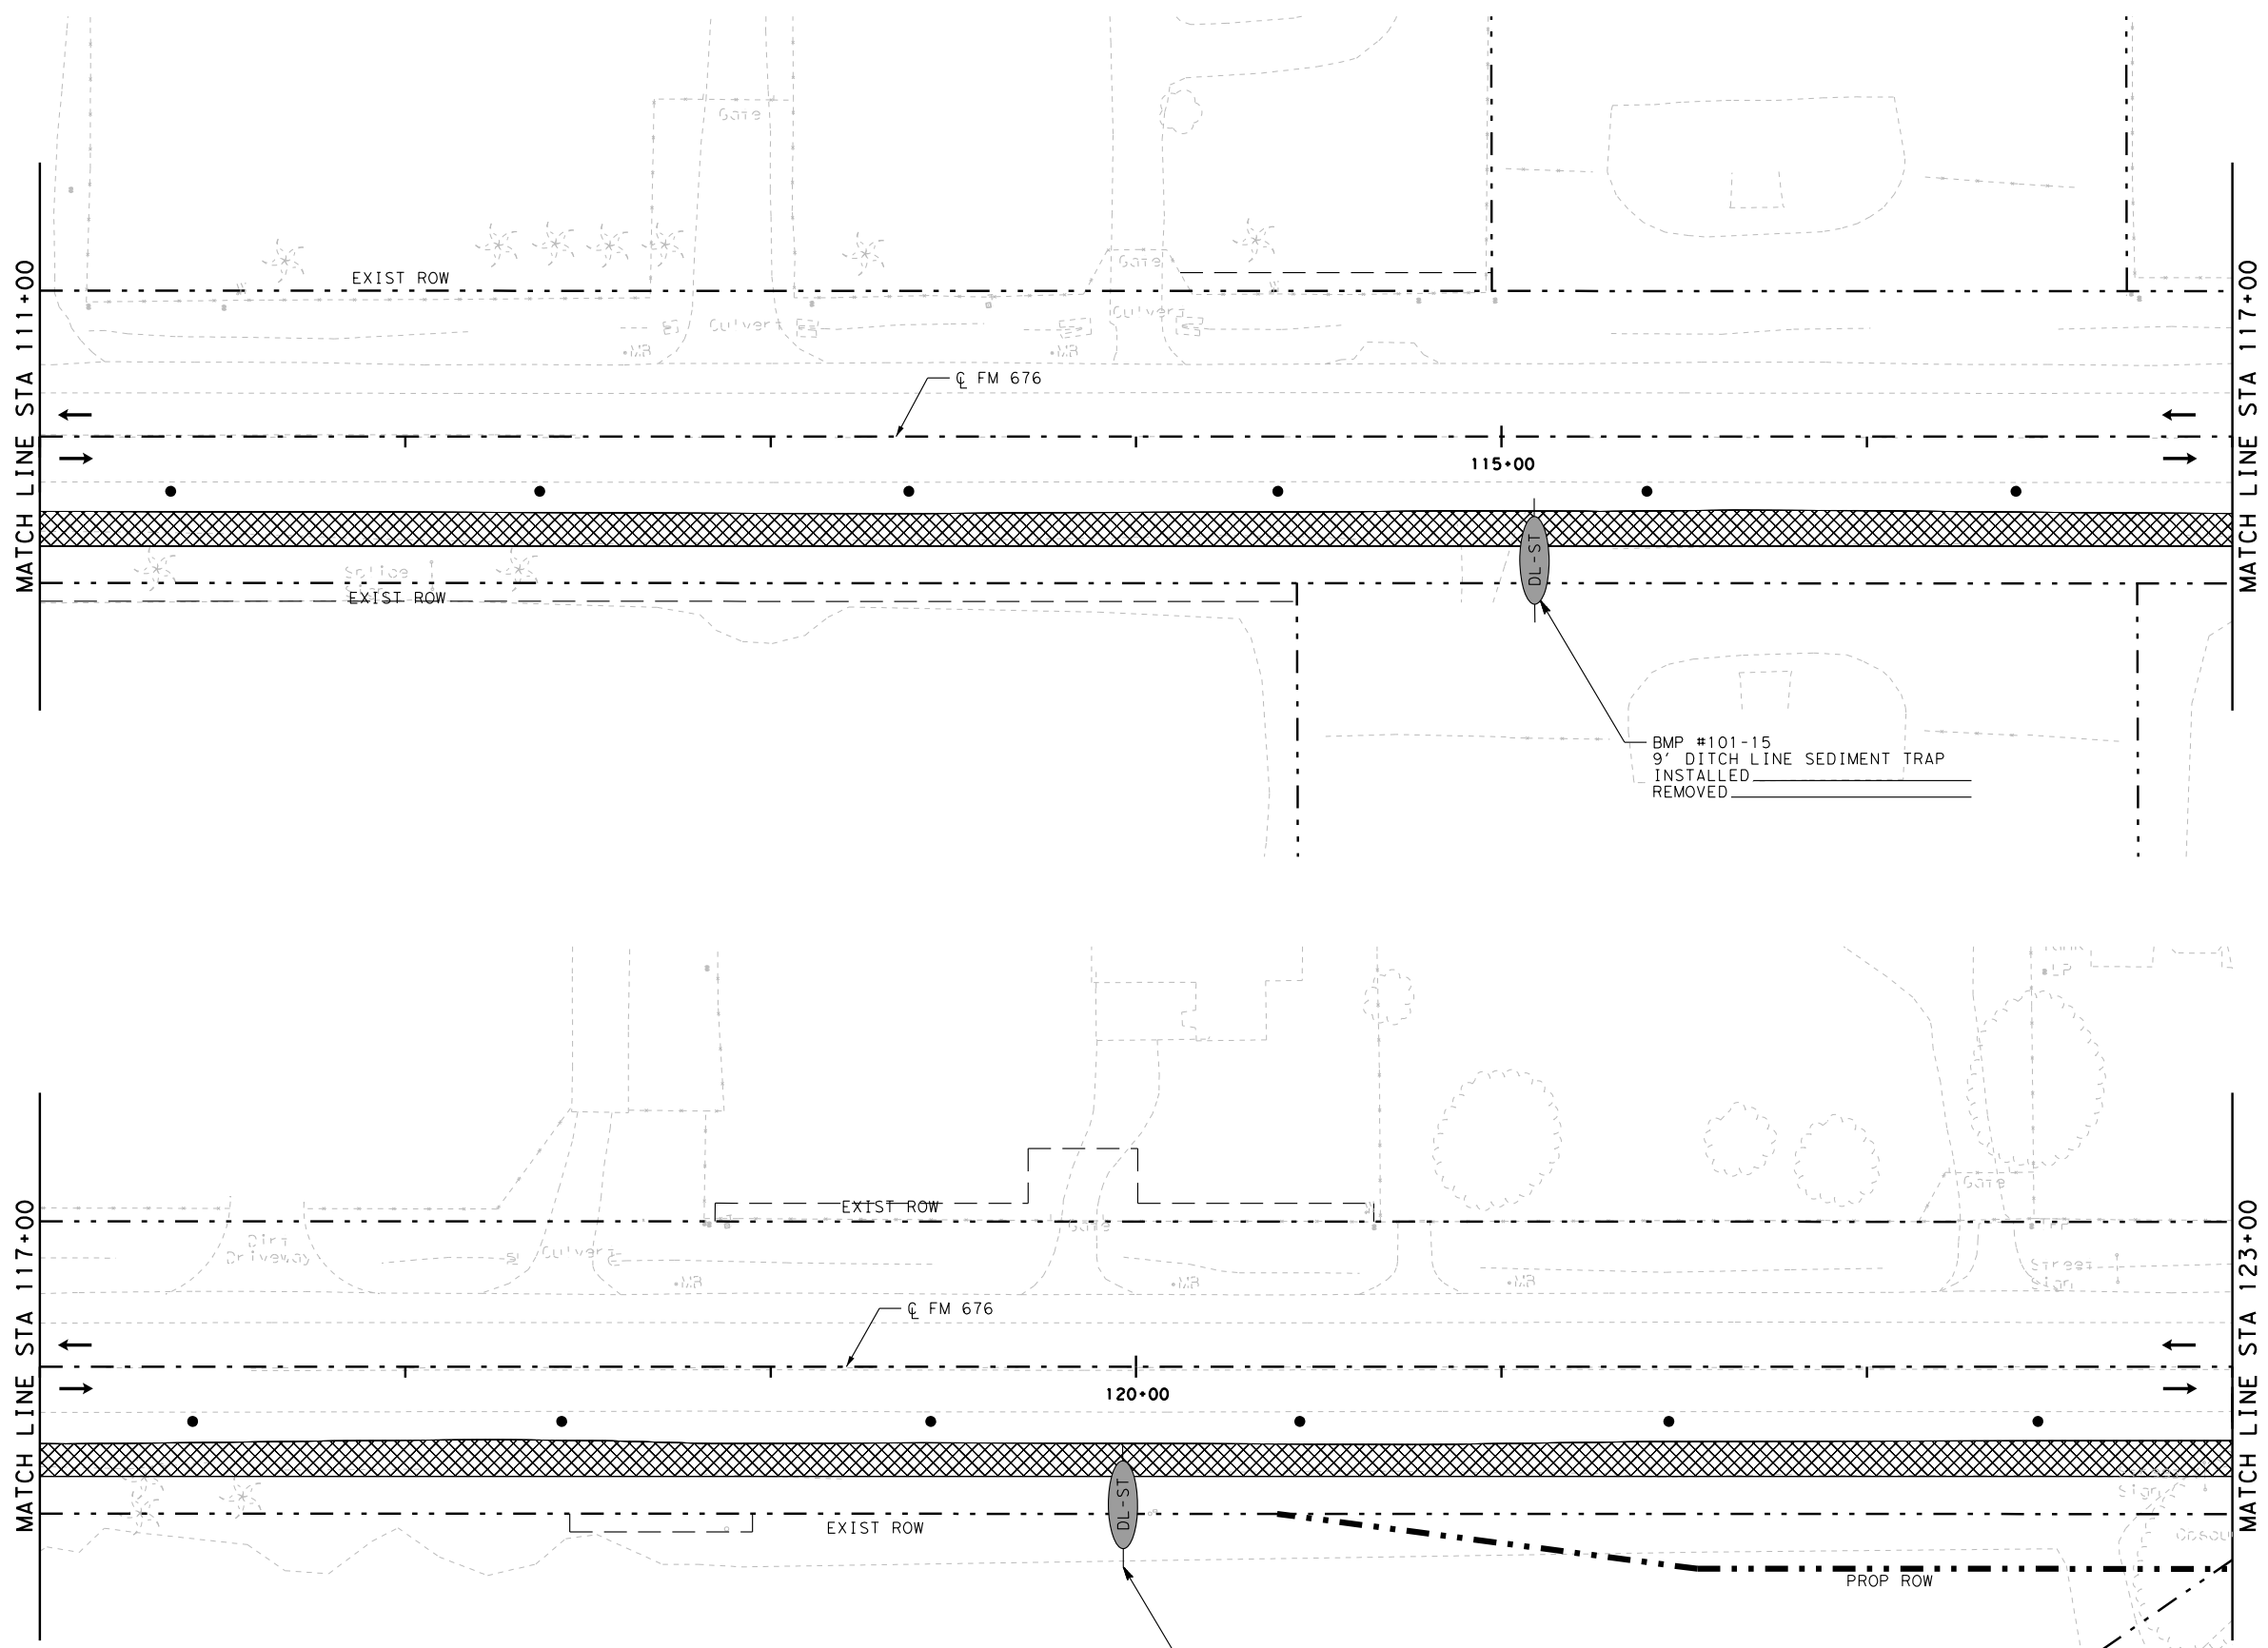 Gate
EXIST ROW
Gate
MATCH LINE STA 111+00
MATCH LINE STA 117+00
Culvert
Culvert
MB
MB
℄ FM 676
115+00
DL-ST
Splice
EXIST ROW
BMP #101-15
9' DITCH LINE SEDIMENT TRAP
INSTALLED
REMOVED
LP
Gate
EXIST ROW
Gate
MATCH LINE STA 117+00
MATCH LINE STA 123+00
Dirt
Driveway
Culvert
Street
Sign
MB
MB
MB
℄ FM 676
120+00
DL-ST
Sign
EXIST ROW
PROP ROW